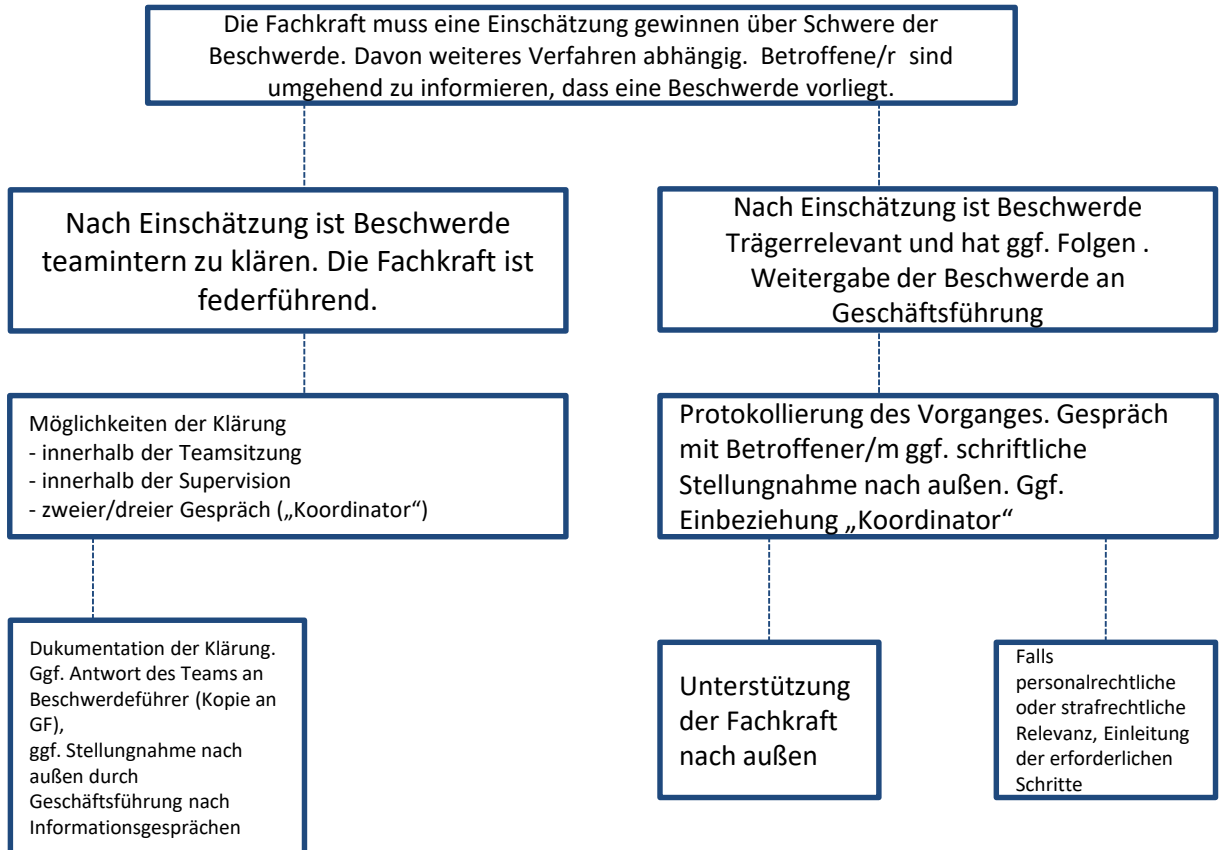 Die Fachkraft muss eine Einschätzung gewinnen über Schwere der
Beschwerde. Davon weiteres Verfahren abhängig. Betroffene/r sind
umgehend zu informieren, dass eine Beschwerde vorliegt.
Nach Einschätzung ist Beschwerde
teamintern zu klären. Die Fachkraft ist
federführend.
Nach Einschätzung ist Beschwerde
Trägerrelevant und hat ggf. Folgen .
Weitergabe der Beschwerde an
Geschäftsführung
Möglichkeiten der Klärung
- innerhalb der Teamsitzung
- innerhalb der Supervision
- zweier/dreier Gespräch („Koordinator“)
Protokollierung des Vorganges. Gespräch
mit Betroffener/m ggf. schriftliche
Stellungnahme nach außen. Ggf.
Einbeziehung „Koordinator“
Dukumentation der Klärung.
Ggf. Antwort des Teams an
Beschwerdeführer (Kopie an
GF),
ggf. Stellungnahme nach
außen durch
Geschäftsführung nach
Informationsgesprächen
Unterstützung
der Fachkraft
nach außen
Falls
personalrechtliche
oder strafrechtliche
Relevanz, Einleitung
der erforderlichen
Schritte